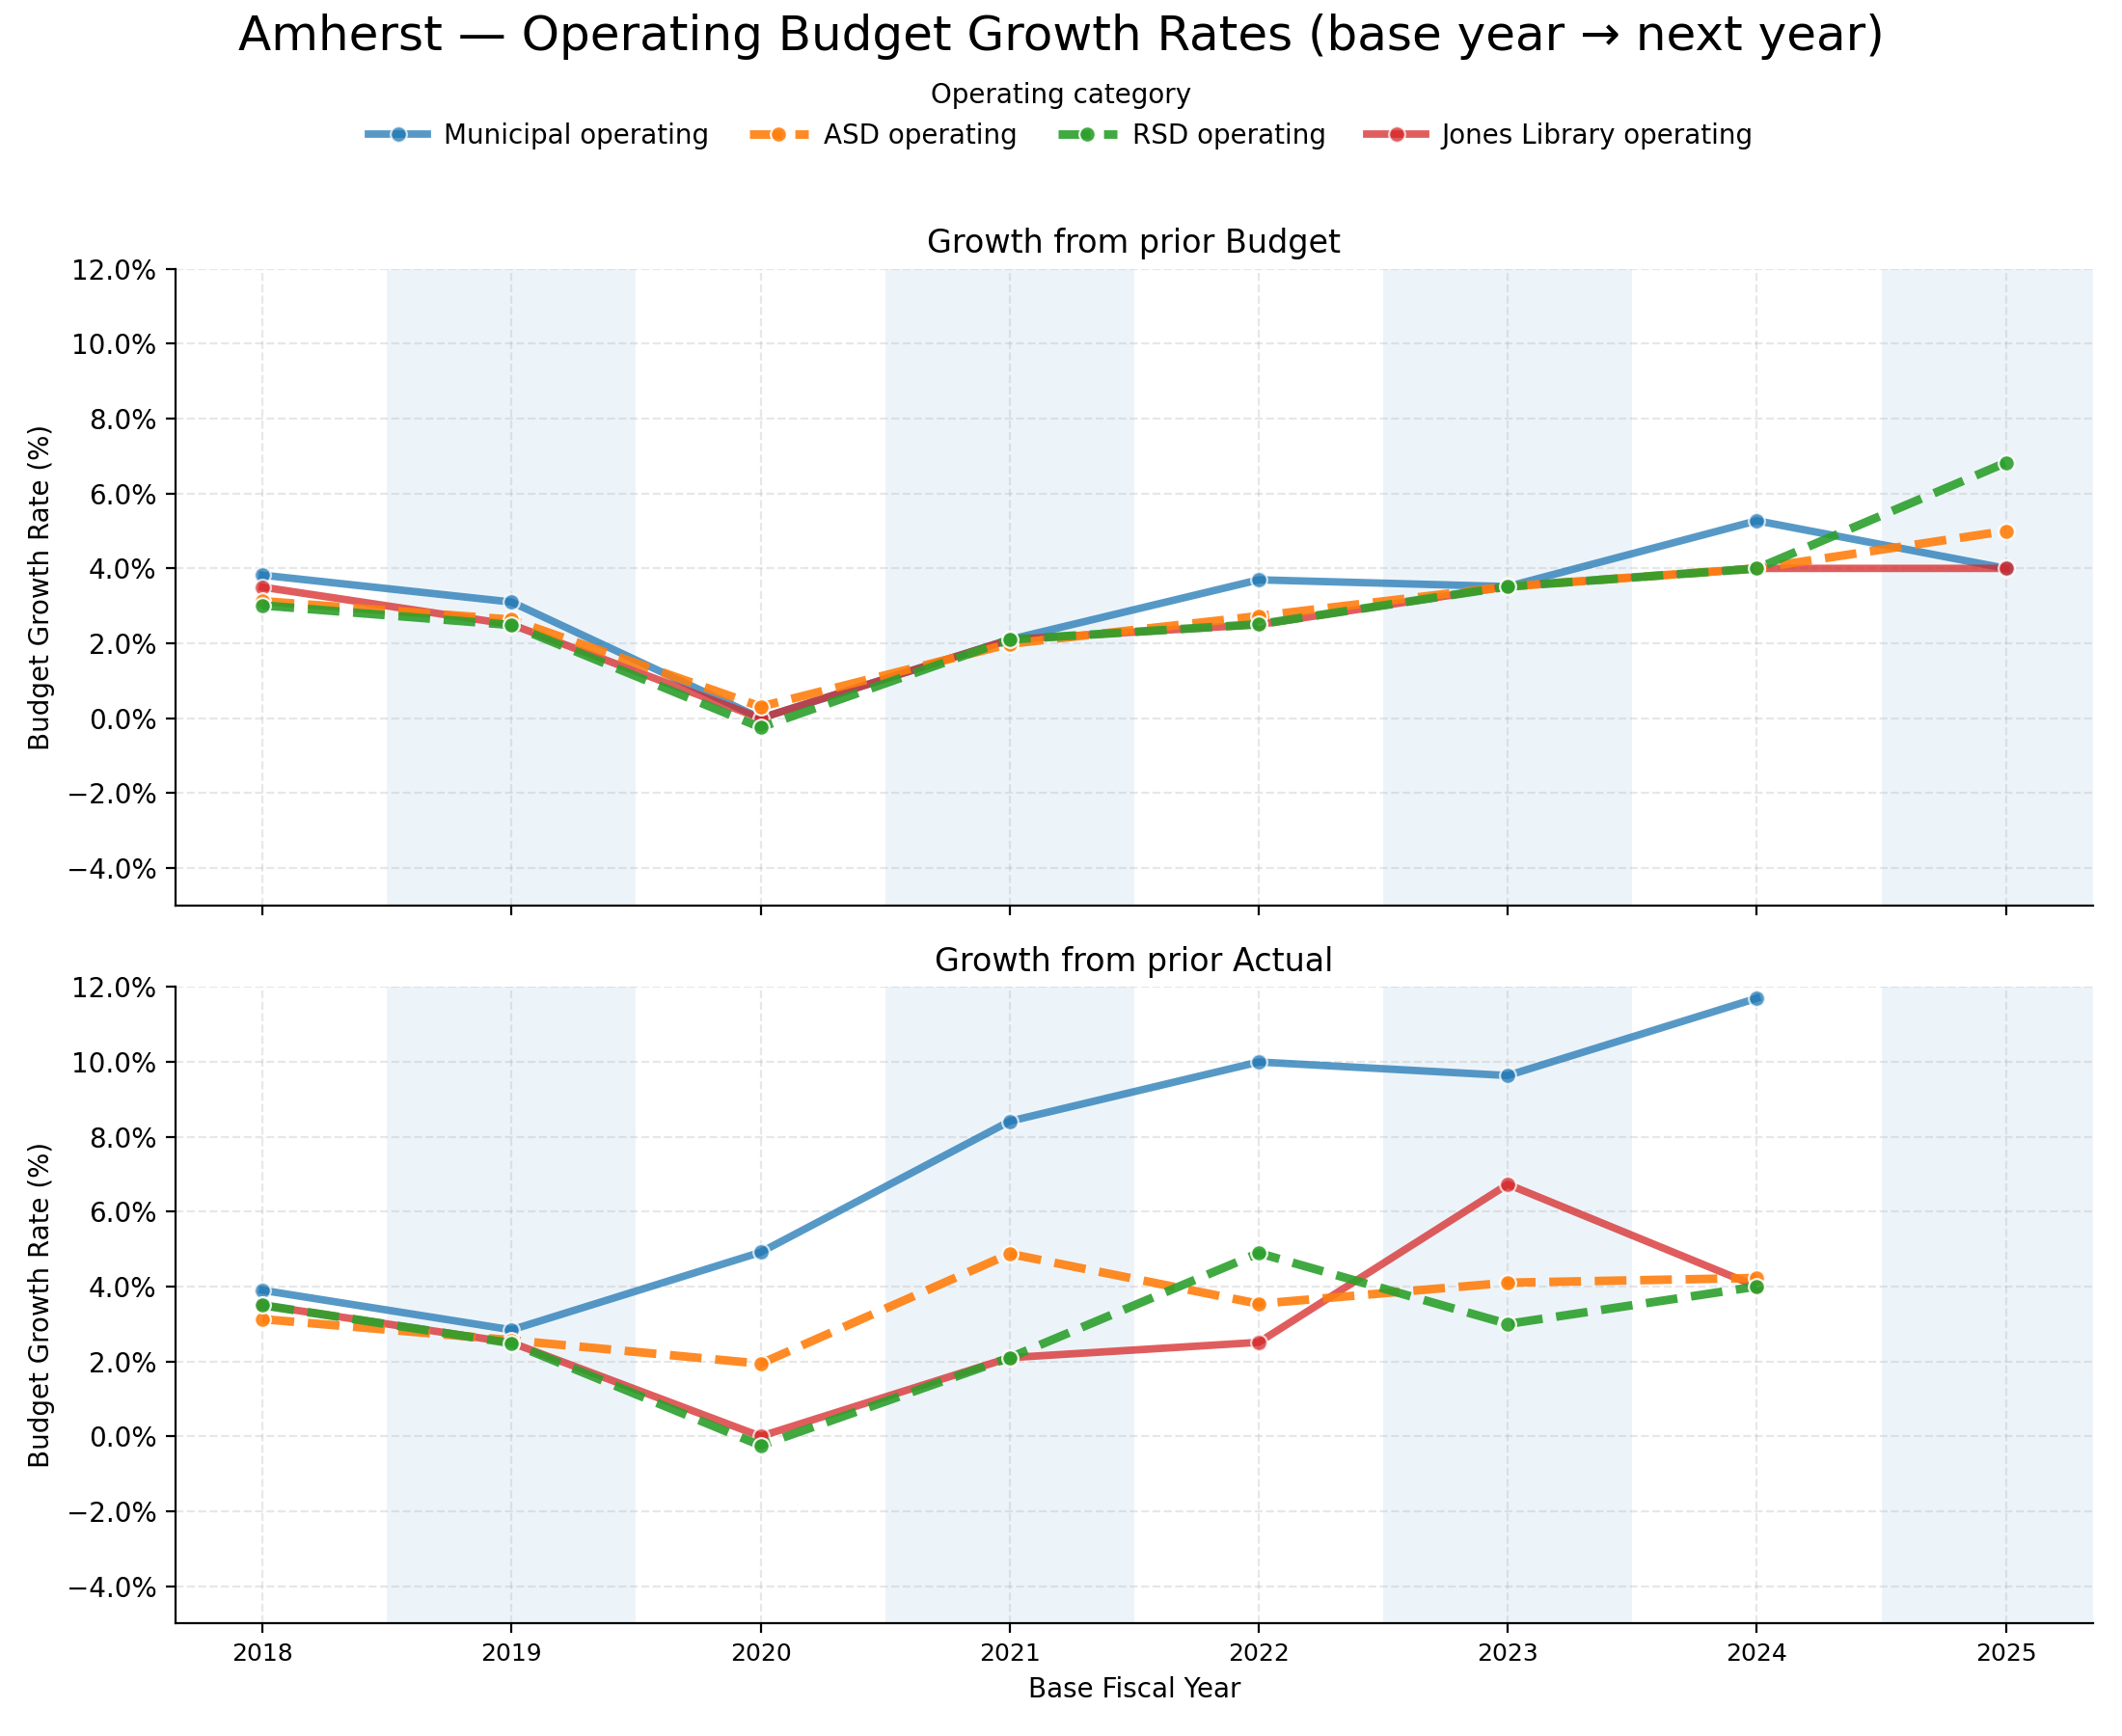 Amherst — Operating Budget Growth Rates (base year → next year)
Operating category
Municipal operating ASD operating RSD operating Jones Library operating
Growth from prior Budget
12.0%
10.0%
8.0%
6.0%
4.0%
2.0%
0.0%
−2.0%
−4.0%
Budget Growth Rate (%)
Growth from prior Actual
12.0%
10.0%
8.0%
6.0%
4.0%
2.0%
0.0%
−2.0%
−4.0%
Budget Growth Rate (%)
2018 2019 2020 2021 2022 2023 2024 2025
Base Fiscal Year